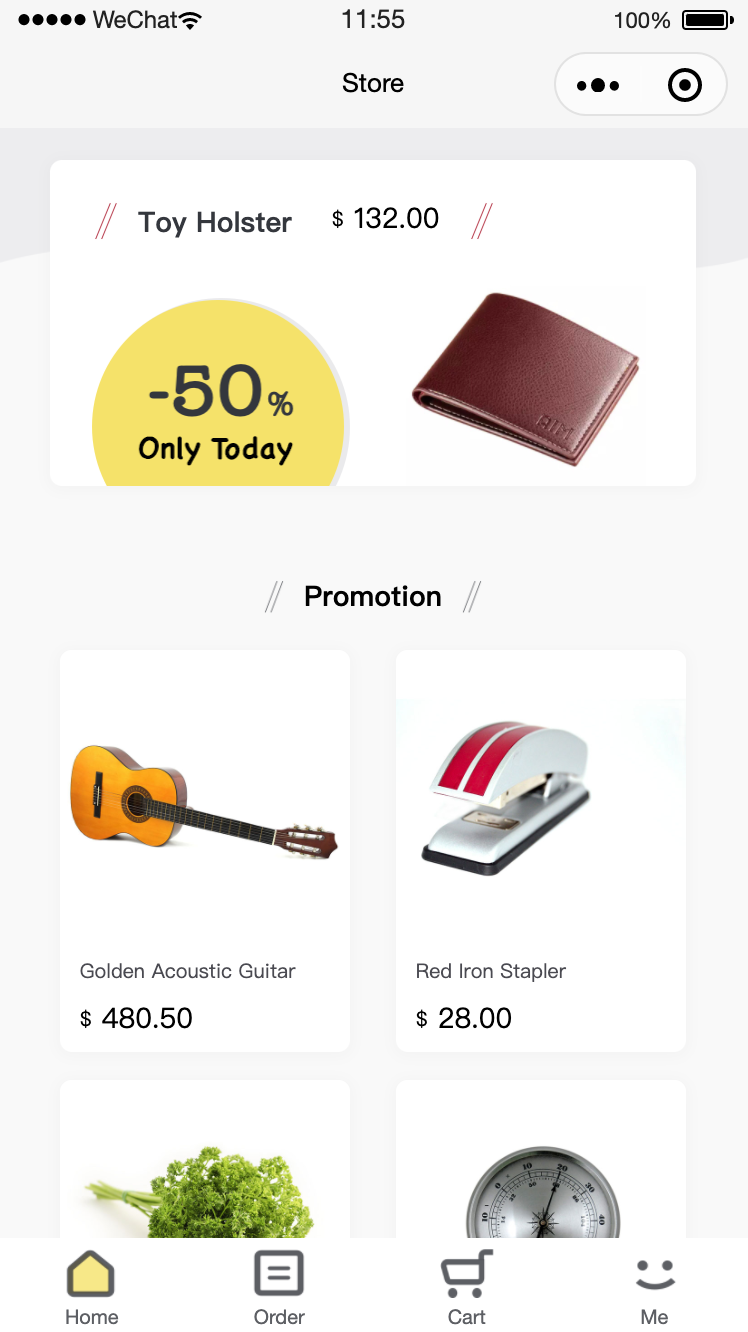 WeChat 11:55 100%
Store
Toy Holster $ 132.00
-50%
Only Today
Promotion
Golden Acoustic Guitar Red Iron Stapler
$ 480.50 $ 28.00
Home Order Cart Me